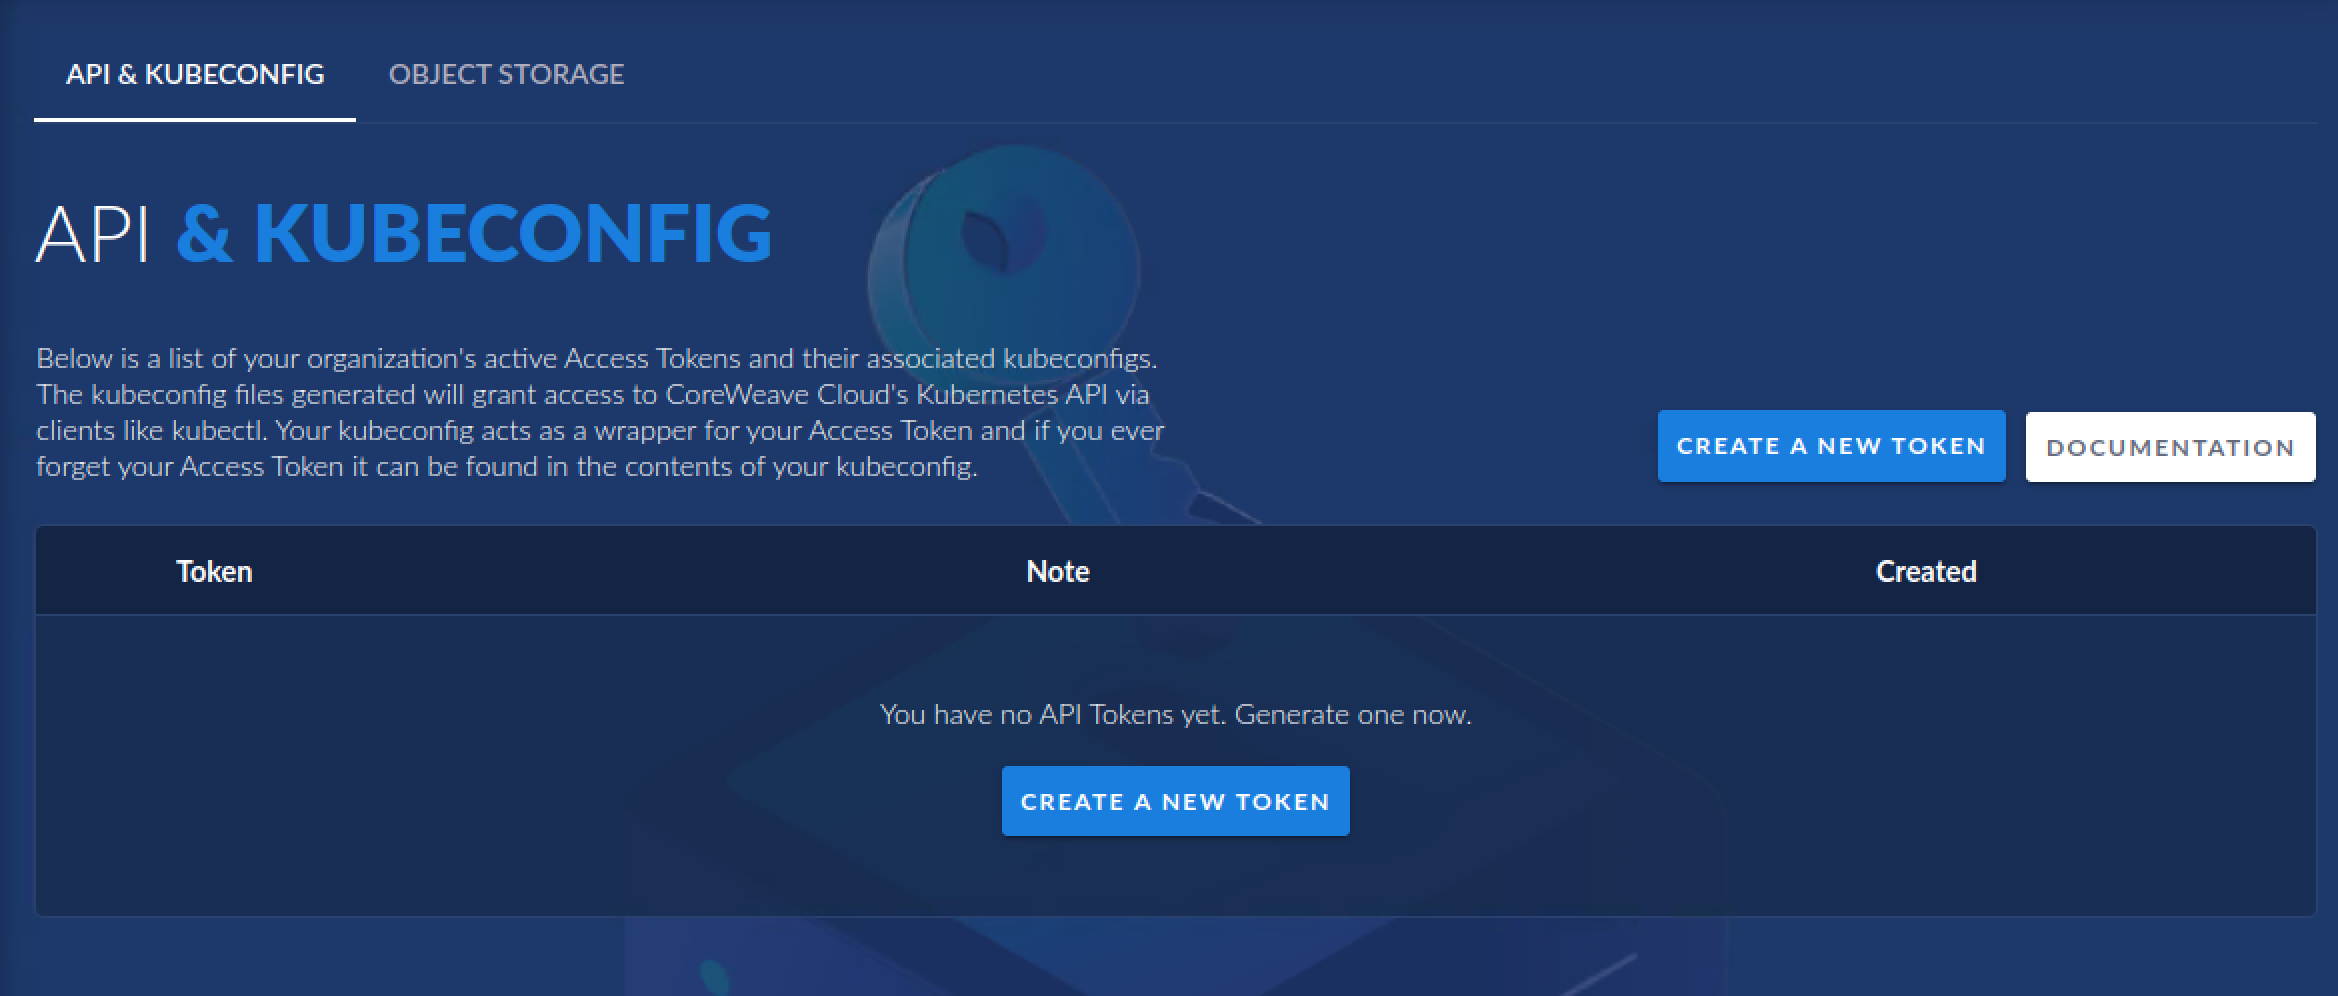 API & KUBECONFIG
OBJECT STORAGE
API & KUBECONFIG
Below is a list of your organization's active Access Tokens and their associated kubeconfigs.
The kubeconfig files generated will grant access to CoreWeave Cloud's Kubernetes API via
clients like kubectl. Your kubeconfig acts as a wrapper for your Access Token and if you ever
forget your Access Token it can be found in the contents of your kubeconfig.
CREATE A NEW TOKEN
DOCUMENTATION
Token
Note
Created
You have no API Tokens yet. Generate one now.
CREATE A NEW TOKEN